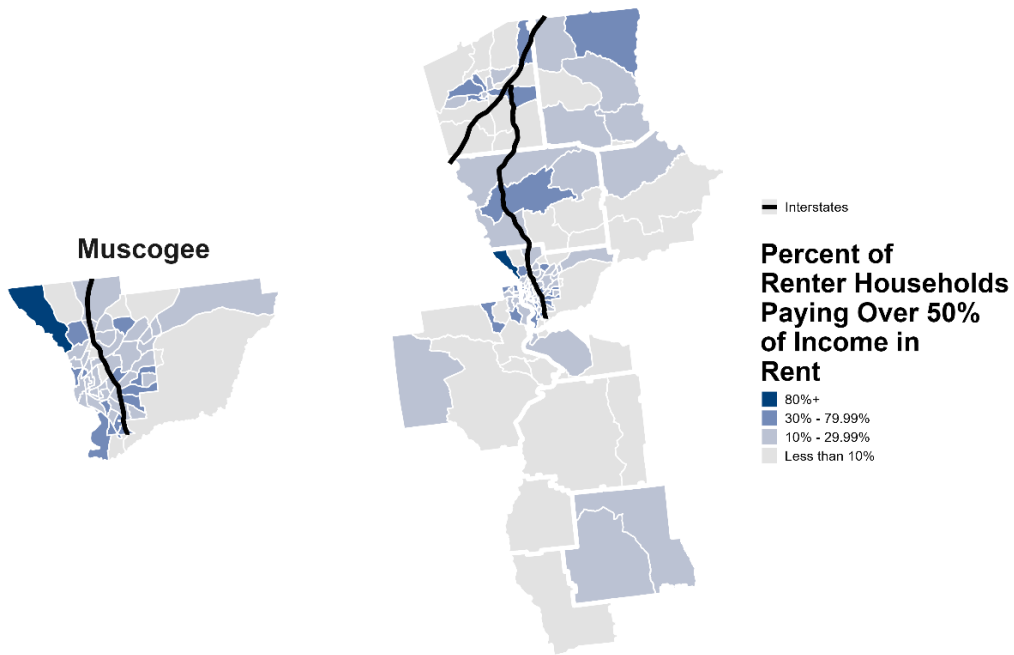 Muscogee
Interstates
Percent of
Renter Households
Paying Over 50%
of Income in
Rent
80%+
30% - 79.99%
10% - 29.99%
Less than 10%